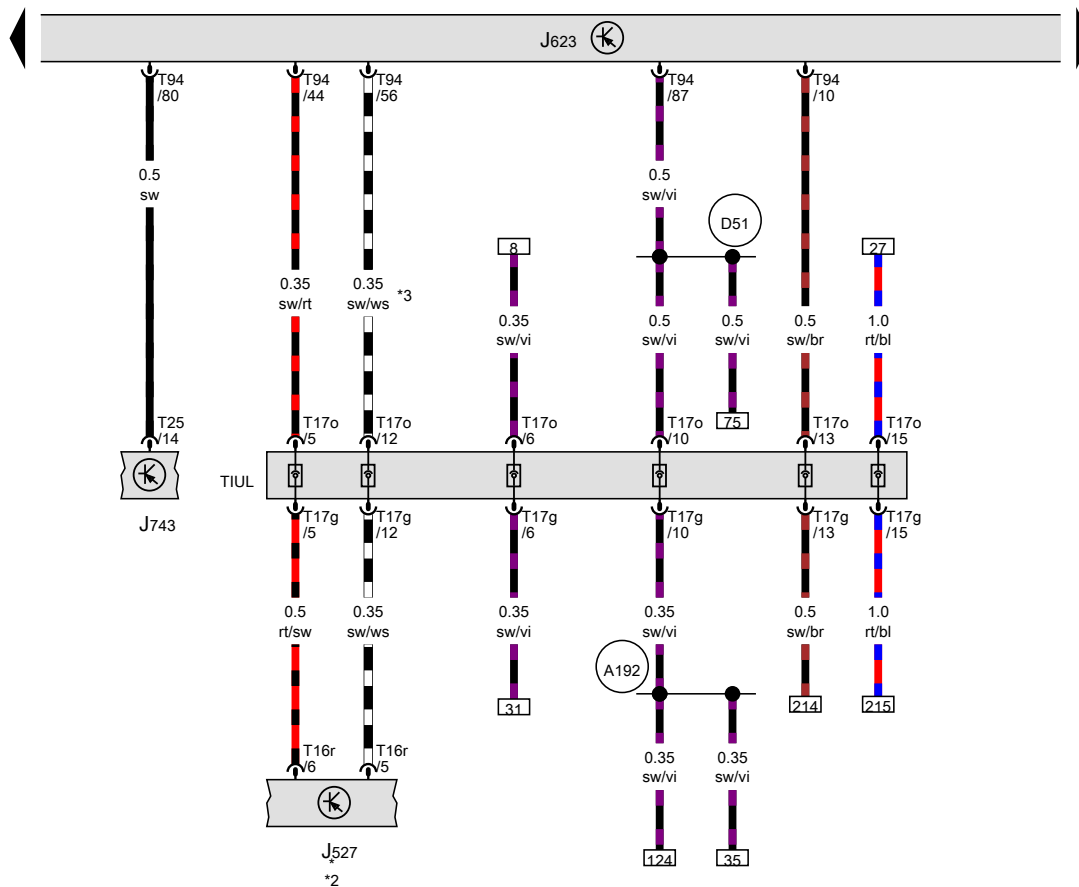 J623
T94
/80
T94
/44
T94
/56
T94
/87
T94
/10
0.5
sw
0.5
sw/vi
D51
8
27
0.35
sw/rt
0.35
sw/ws
*3
0.35
sw/vi
0.5
sw/vi
0.5
sw/vi
0.5
sw/br
1.0
rt/bl
75
T25
/14
T17o
/5
T17o
/12
T17o
/6
T17o
/10
T17o
/13
T17o
/15
TIUL
J743
T17g
/5
T17g
/12
T17g
/6
T17g
/10
T17g
/13
T17g
/15
0.5
rt/sw
0.35
sw/ws
0.35
sw/vi
0.35
sw/vi
0.5
sw/br
1.0
rt/bl
A192
31
214
215
T16r
/6
T16r
/5
0.35
sw/vi
0.35
sw/vi
J527
*
*2
124
35